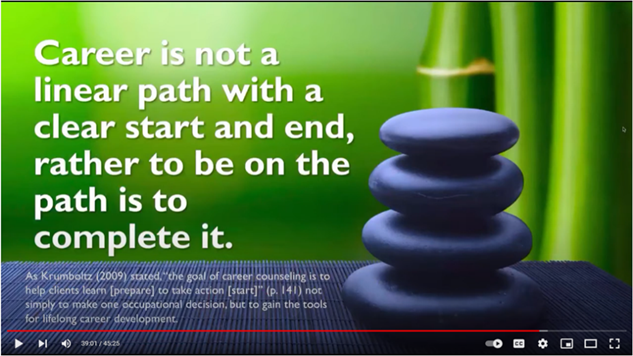 Career is not a
linear path with a
clear start and end,
rather to be on the
path is to
complete it.
As Krumboltz (2009) stated, "the goal of career counseling is to
help clients learn [prepare] to take action [start]" (p. 141) not
simply to make one occupational decision, but to gain the tools
for lifelong career development.
39:01 / 45:25
CC